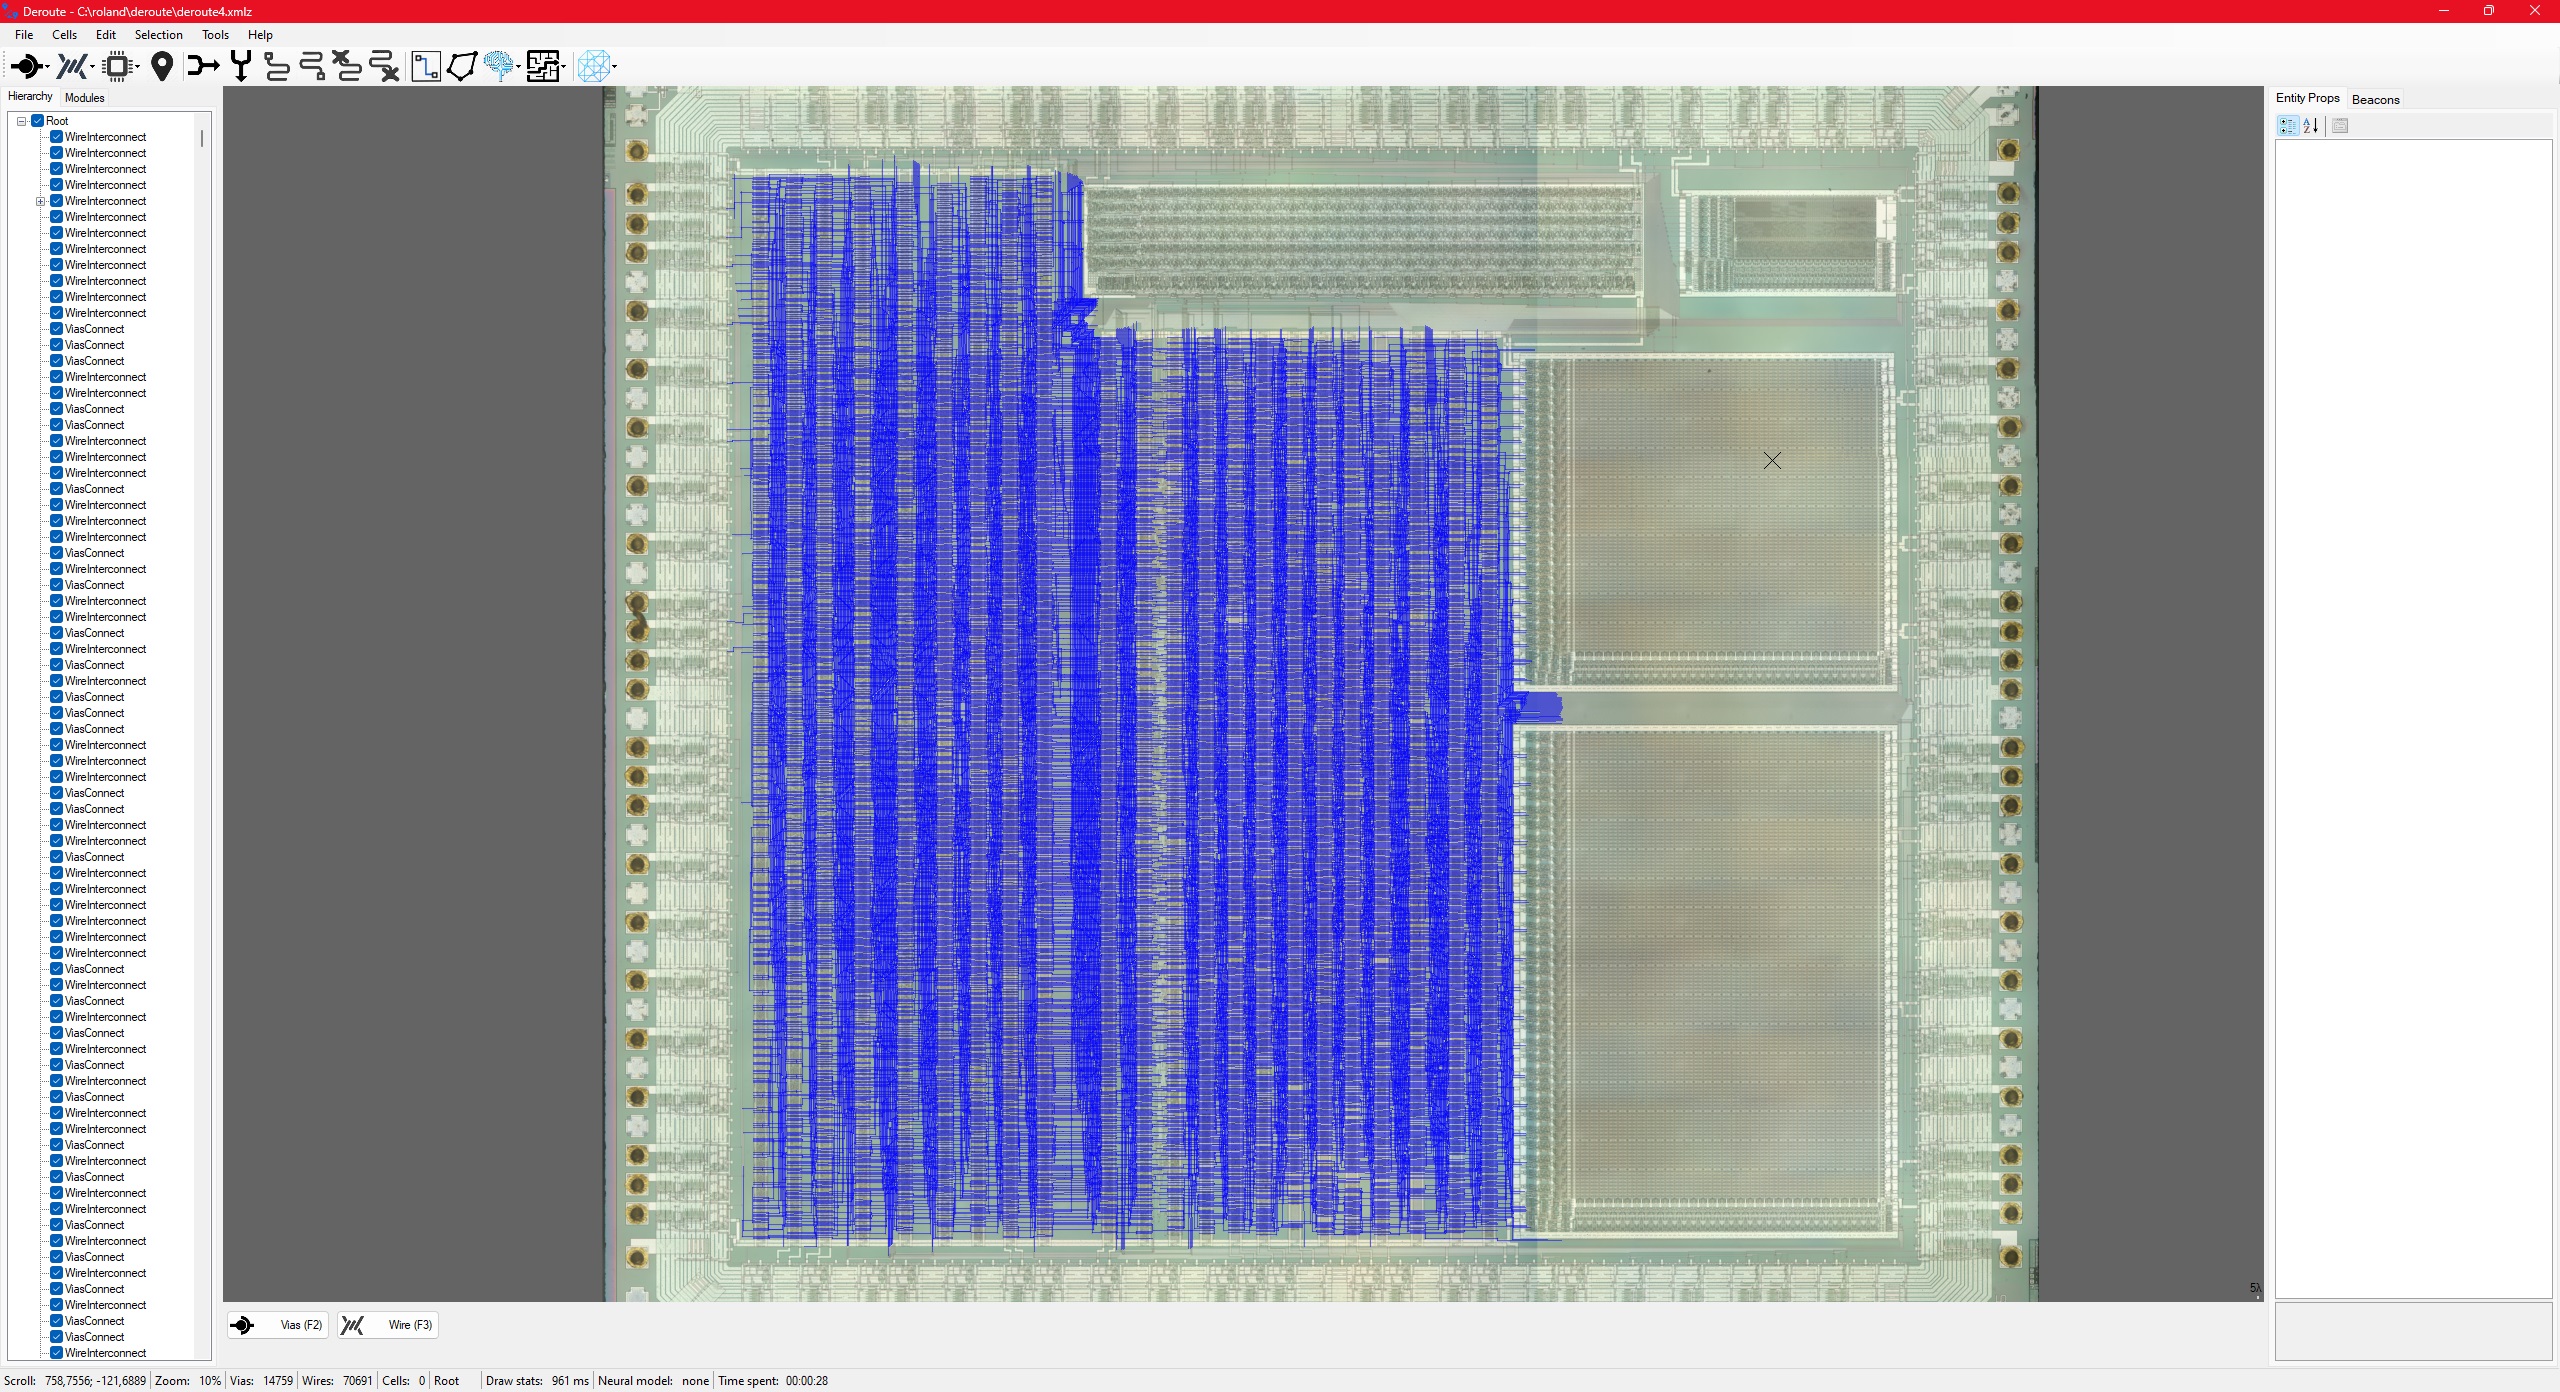 Deroute - C:\roland\deroute\deroute4.xmlz
File Cells Edit Selection Tools Help
Hierarchy Modules
Root
WireInterconnect
WireInterconnect
WireInterconnect
WireInterconnect
WireInterconnect
WireInterconnect
WireInterconnect
WireInterconnect
WireInterconnect
WireInterconnect
WireInterconnect
WireInterconnect
ViasConnect
ViasConnect
ViasConnect
WireInterconnect
WireInterconnect
ViasConnect
ViasConnect
WireInterconnect
WireInterconnect
WireInterconnect
ViasConnect
WireInterconnect
WireInterconnect
WireInterconnect
ViasConnect
WireInterconnect
ViasConnect
WireInterconnect
WireInterconnect
ViasConnect
WireInterconnect
ViasConnect
WireInterconnect
ViasConnect
ViasConnect
ViasConnect
WireInterconnect
WireInterconnect
WireInterconnect
ViasConnect
ViasConnect
WireInterconnect
WireInterconnect
ViasConnect
WireInterconnect
WireInterconnect
WireInterconnect
WireInterconnect
WireInterconnect
WireInterconnect
ViasConnect
WireInterconnect
ViasConnect
WireInterconnect
ViasConnect
WireInterconnect
ViasConnect
WireInterconnect
ViasConnect
WireInterconnect
WireInterconnect
ViasConnect
WireInterconnect
ViasConnect
WireInterconnect
WireInterconnect
ViasConnect
WireInterconnect
ViasConnect
WireInterconnect
ViasConnect
WireInterconnect
ViasConnect
ViasConnect
WireInterconnect
5λ
Vias (F2) Wire (F3)
Entity Props Beacons
Scroll: 758,7556; -121,6889 Zoom: 10% Vias: 14759 Wires: 70691 Cells: 0 Root Draw stats: 961 ms Neural model: none Time spent: 00:00:28